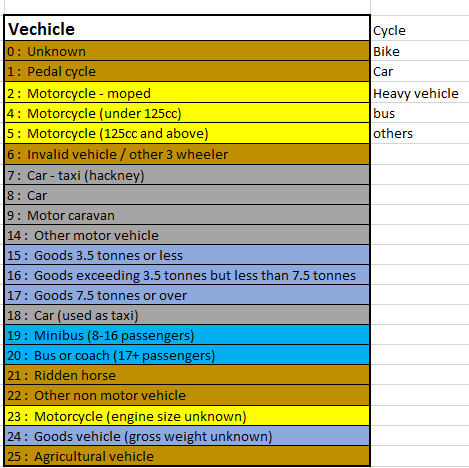 Vechicle Cycle
0 : Unknown Bike
1 : Pedal cycle Car
2 : Motorcycle - moped Heavy vehicle
4 : Motorcycle (under 125cc) bus
5 : Motorcycle (125cc and above) others
6 : Invalid vehicle / other 3 wheeler
7 : Car - taxi (hackney)
8 : Car
9 : Motor caravan
14 : Other motor vehicle
15 : Goods 3.5 tonnes or less
16 : Goods exceeding 3.5 tonnes but less than 7.5 tonnes
17 : Goods 7.5 tonnes or over
18 : Car (used as taxi)
19 : Minibus (8-16 passengers)
20 : Bus or coach (17+ passengers)
21 : Ridden horse
22 : Other non motor vehicle
23 : Motorcycle (engine size unknown)
24 : Goods vehicle (gross weight unknown)
25 : Agricultural vehicle